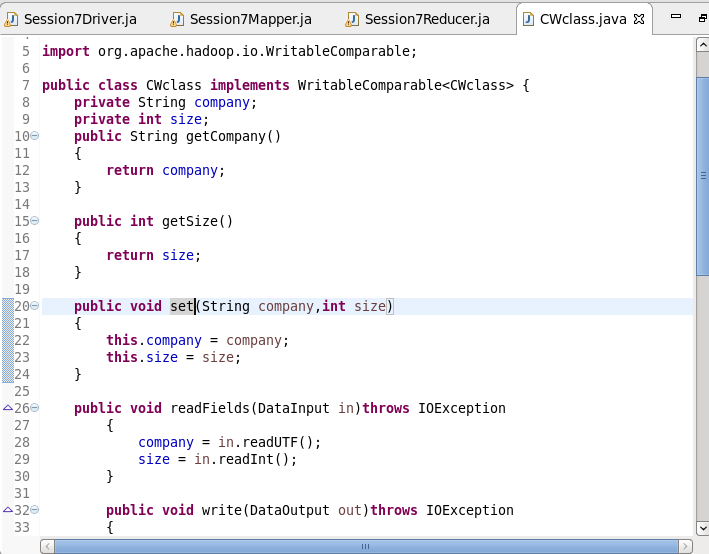 Session7Driver.ja Session7Mapper.ja Session7Reducer.ja CWclass.java
5 import org.apache.hadoop.io.WritableComparable;
6
7 public class CWclass implements WritableComparable<CWclass> {
8 private String company;
9 private int size;
10 public String getCompany()
11 {
12 return company;
13 }
14
15 public int getSize()
16 {
17 return size;
18 }
19
20 public void set(String company,int size)
21 {
22 this.company = company;
23 this.size = size;
24 }
25
26 public void readFields(DataInput in)throws IOException
27 {
28 company = in.readUTF();
29 size = in.readInt();
30 }
31
32 public void write(DataOutput out)throws IOException
33 {